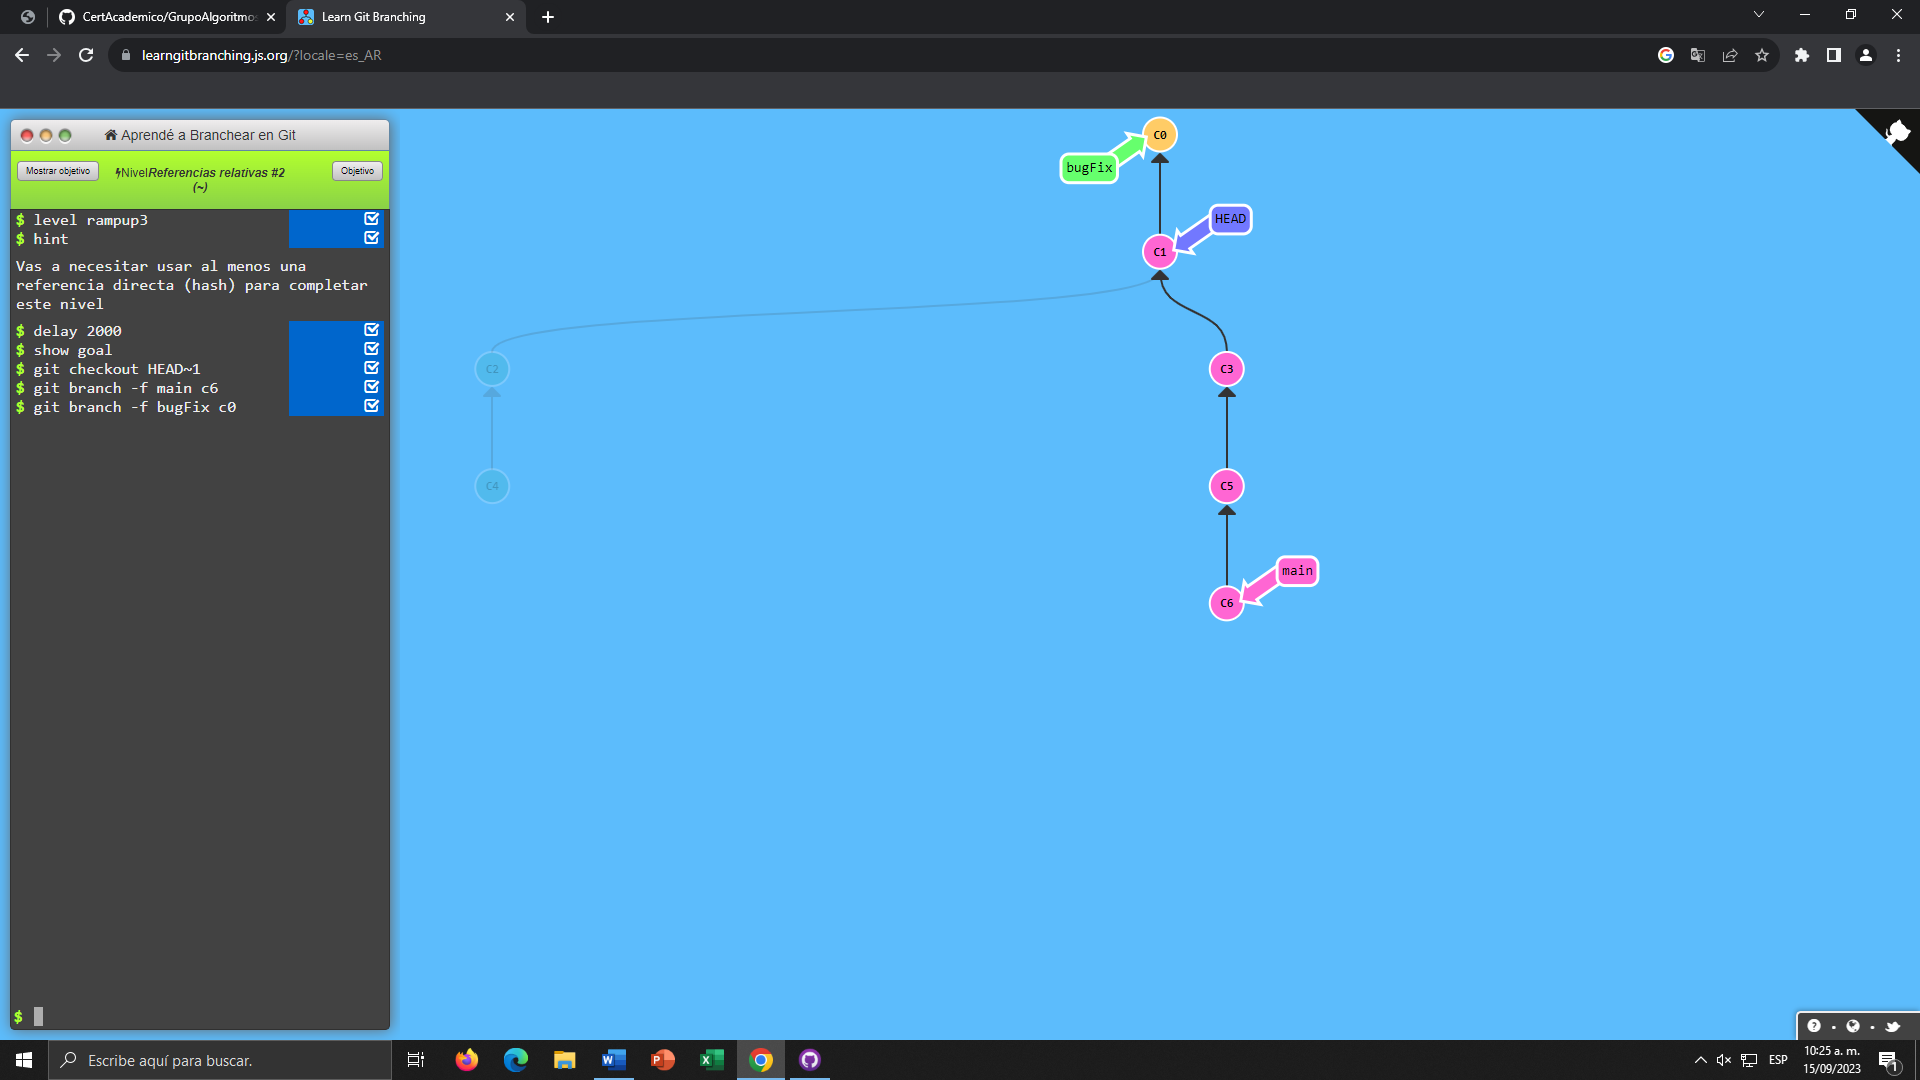 CertAcademico/GrupoAlgoritmos
Learn Git Branching
learngitbranching.js.org/?locale=es_AR
Aprendé a Branchear en Git
Mostrar objetivo
NivelReferencias relativas #2
(~)
Objetivo
$ level rampup3
$ hint
Vas a necesitar usar al menos una
referencia directa (hash) para completar
este nivel
$ delay 2000
$ show goal
$ git checkout HEAD~1
$ git branch -f main c6
$ git branch -f bugFix c0
$
C0
bugFix
HEAD
C1
C2
C3
C4
C5
main
C6
Escribe aquí para buscar.
ESP
10:25 a. m.
15/09/2023
1